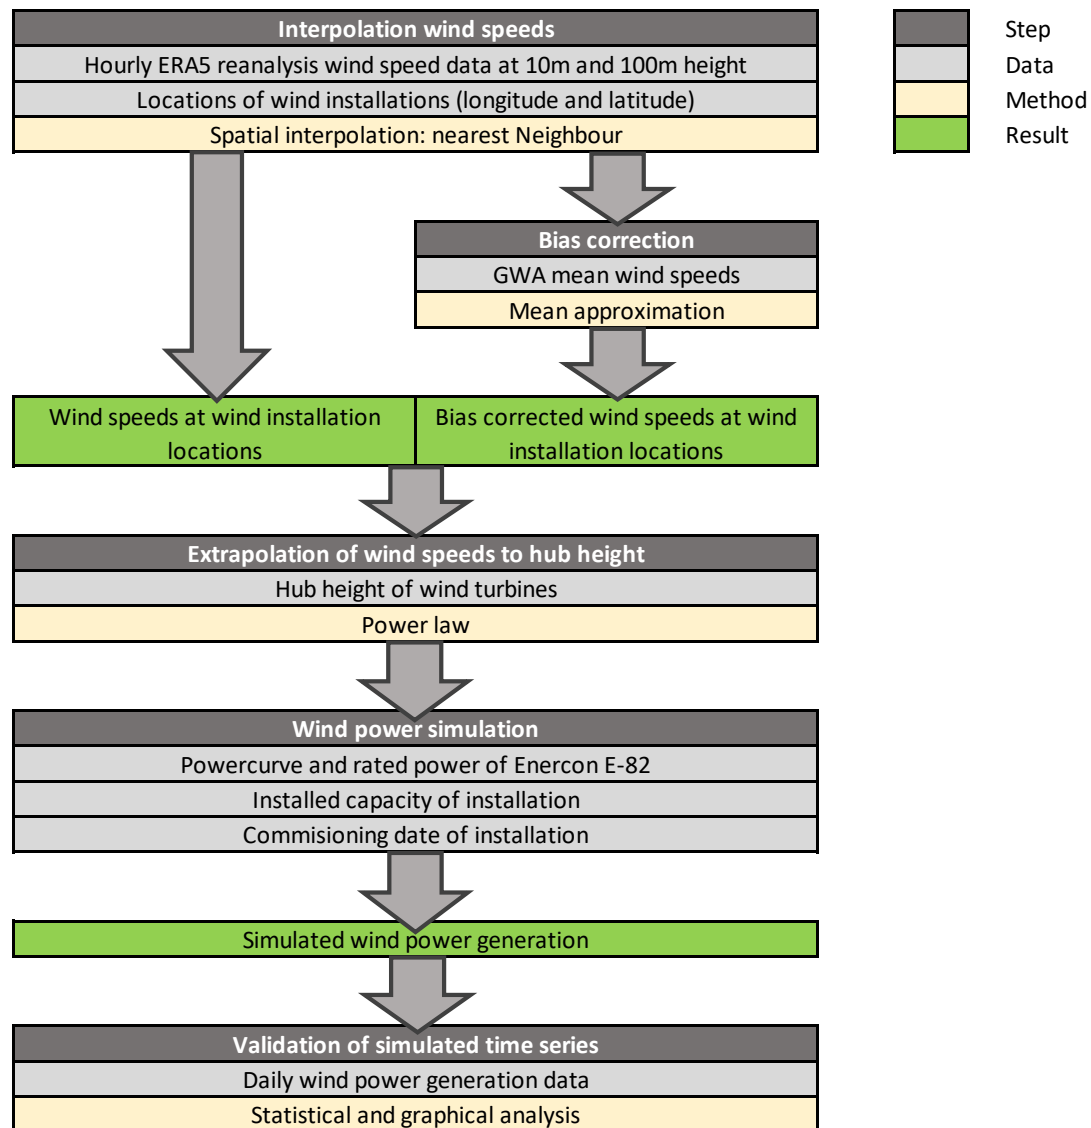 Interpolation wind speeds
Hourly ERA5 reanalysis wind speed data at 10m and 100m height
Locations of wind installations (longitude and latitude)
Spatial interpolation: nearest Neighbour
Step
Data
Method
Result
Bias correction
GWA mean wind speeds
Mean approximation
Wind speeds at wind installation
locations
Bias corrected wind speeds at wind
installation locations
Extrapolation of wind speeds to hub height
Hub height of wind turbines
Power law
Wind power simulation
Powercurve and rated power of Enercon E-82
Installed capacity of installation
Commisioning date of installation
Simulated wind power generation
Validation of simulated time series
Daily wind power generation data
Statistical and graphical analysis